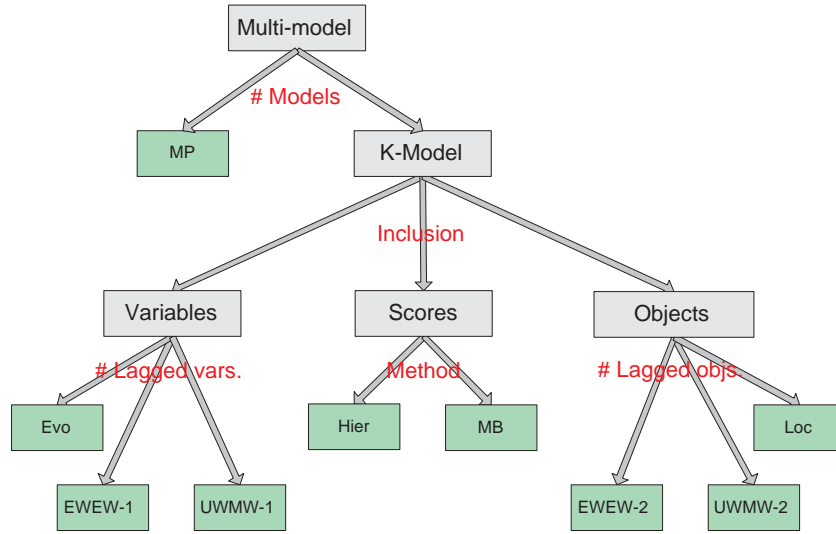 Multi-model
# Models
MP
K-Model
Inclusion
Variables
Scores
Objects
# Lagged vars.
Method
# Lagged objs.
Evo
Hier
MB
Loc
EWEW-1
UWMW-1
EWEW-2
UWMW-2